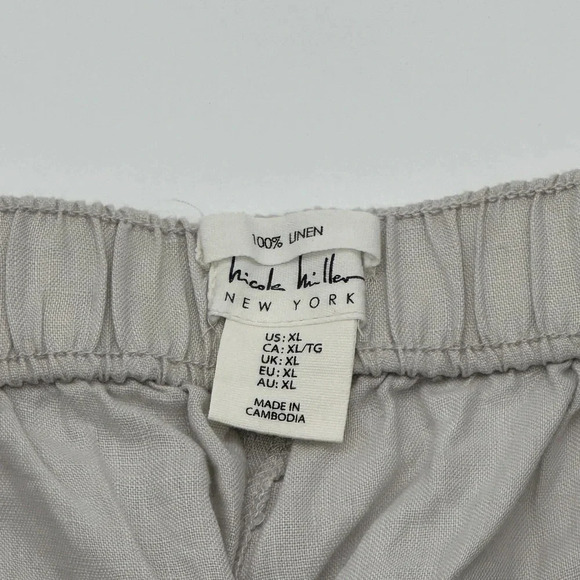 100% LINEN
Nicole Miller
NEW YORK
US: XL
CA: XL/TG
UK: XL
EU: XL
AU: XL
MADE IN
CAMBODIA